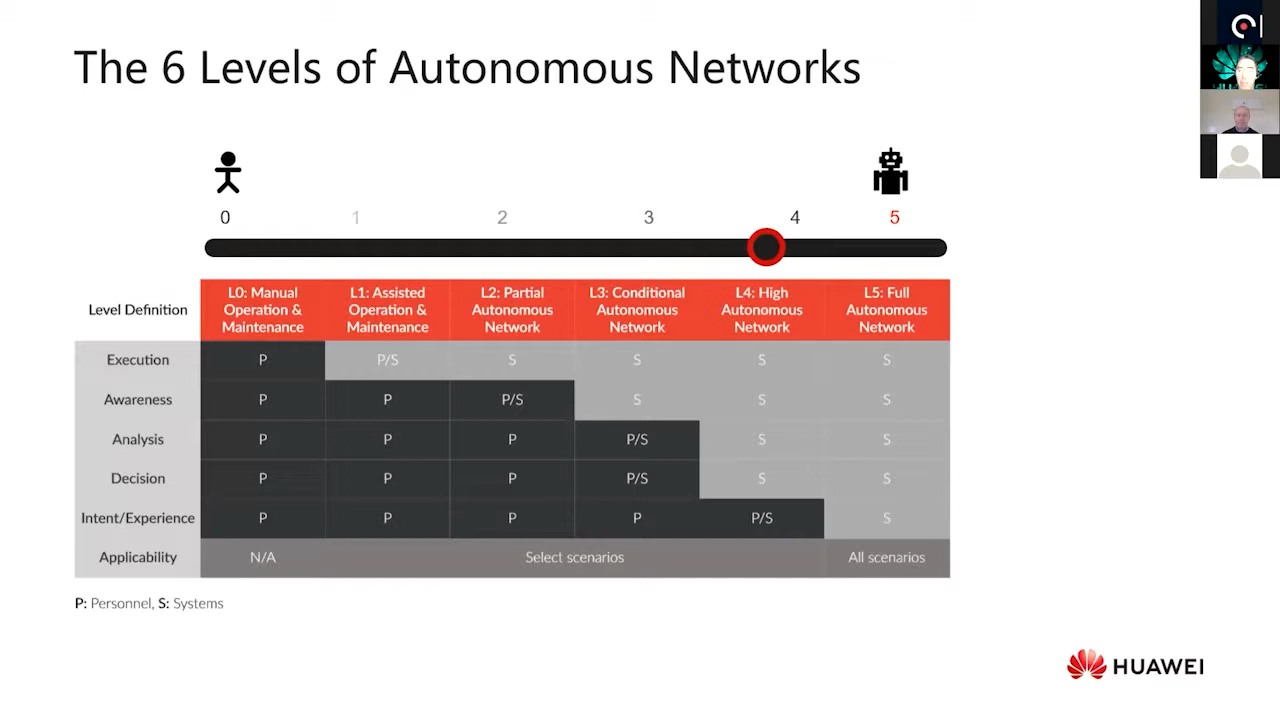 The 6 Levels of Autonomous Networks
0 1 2 3 4 5
Level Definition
L0: Manual
Operation &
Maintenance
L1: Assisted
Operation &
Maintenance
L2: Partial
Autonomous
Network
L3: Conditional
Autonomous
Network
L4: High
Autonomous
Network
L5: Full
Autonomous
Network
Execution P P/S S S S S
Awareness P P P/S S S S
Analysis P P P P/S S S
Decision P P P P/S S S
Intent/Experience P P P P P/S S
Applicability N/A Select scenarios All scenarios
P: Personnel, S: Systems
HUAWEI